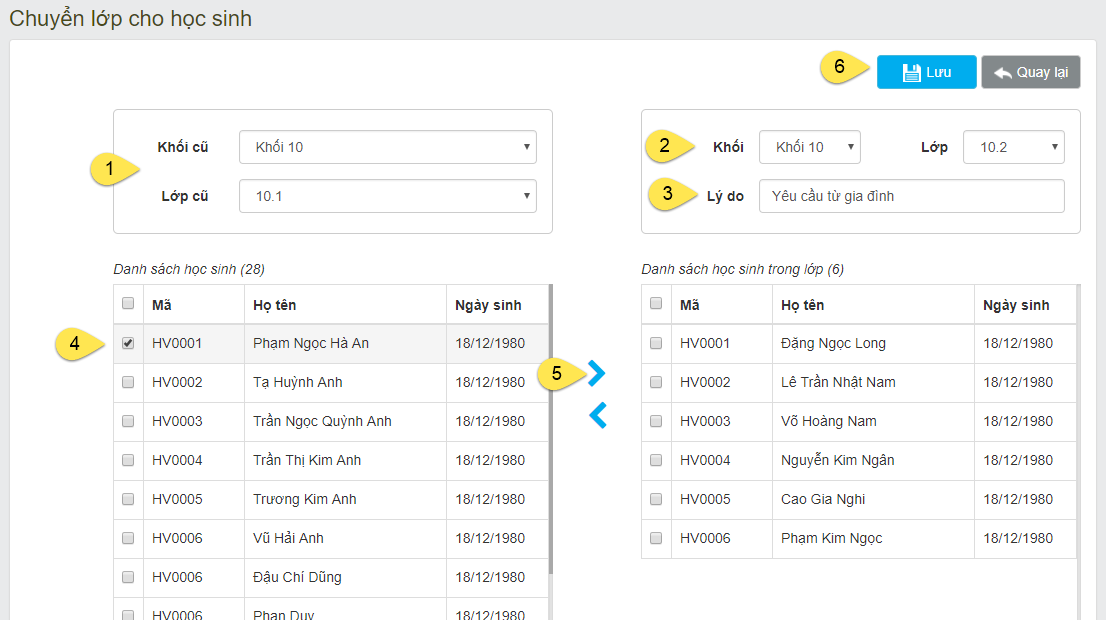 Chuyển lớp cho học sinh
6 Lưu Quay lại
1
Khối cũ Khối 10
Lớp cũ 10.1
2 Khối Khối 10 Lớp 10.2
3 Lý do Yêu cầu từ gia đình
Danh sách học sinh (28)
Mã Họ tên Ngày sinh
4 HV0001 Phạm Ngọc Hà An 18/12/1980
HV0002 Tạ Huỳnh Anh 18/12/1980
HV0003 Trần Ngọc Quỳnh Anh 18/12/1980
HV0004 Trần Thị Kim Anh 18/12/1980
HV0005 Trương Kim Anh 18/12/1980
HV0006 Vũ Hải Anh 18/12/1980
HV0006 Đậu Chí Dũng 18/12/1980
HV0006 Phan Duy 18/12/1980
5
Danh sách học sinh trong lớp (6)
Mã Họ tên Ngày sinh
HV0001 Đặng Ngọc Long 18/12/1980
HV0002 Lê Trần Nhật Nam 18/12/1980
HV0003 Võ Hoàng Nam 18/12/1980
HV0004 Nguyễn Kim Ngân 18/12/1980
HV0005 Cao Gia Nghi 18/12/1980
HV0006 Phạm Kim Ngọc 18/12/1980